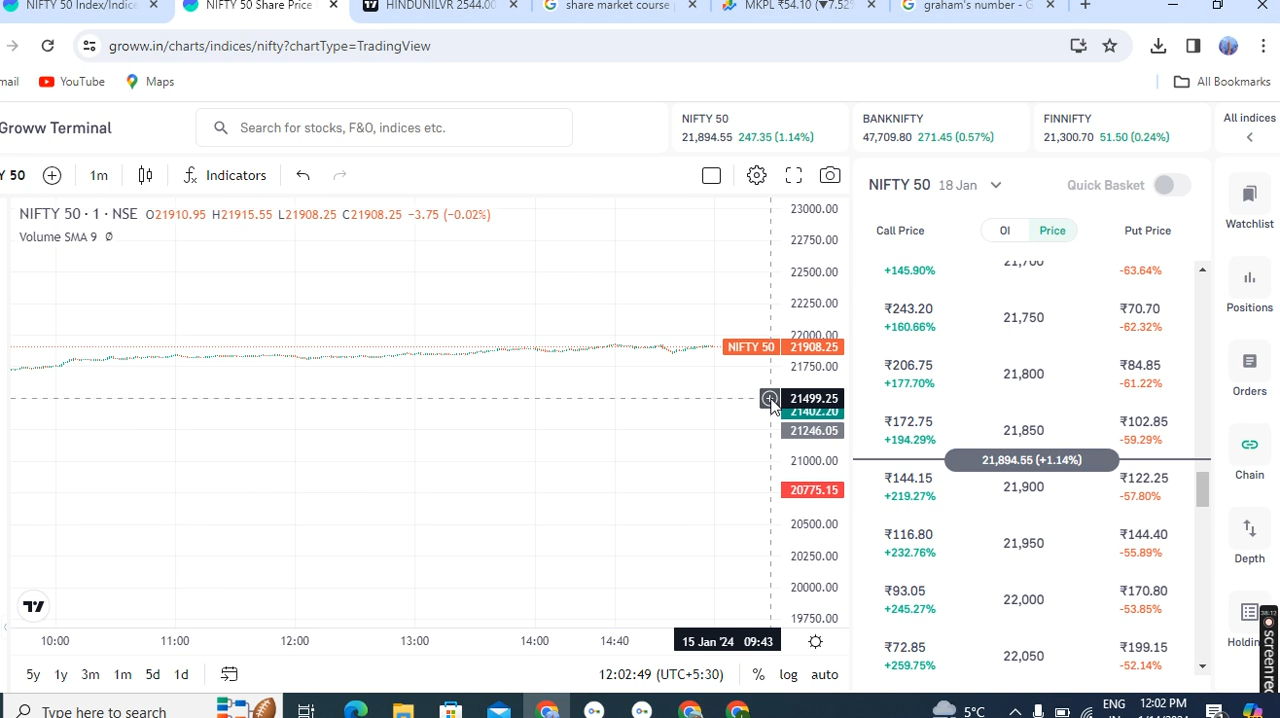 NIFTY 50 Index/Indice
NIFTY 50 Share Price
HINDUNILVR 2544.00
share market course
MKPL ₹54.10 (▼7.52%
graham's number - G
groww.in/charts/indices/nifty?chartType=TradingView
mail
YouTube
Maps
All Bookmarks
Groww Terminal
Search for stocks, F&O, indices etc.
NIFTY 50
21,894.55 247.35 (1.14%)
BANKNIFTY
47,709.80 271.45 (0.57%)
FINNIFTY
21,300.70 51.50 (0.24%)
All indices
Y 50
1m
Indicators
NIFTY 50 · 1 · NSE O21910.95 H21915.55 L21908.25 C21908.25 −3.75 (−0.02%)
Volume SMA 9 Ø
23000.00
22750.00
22500.00
22250.00
22000.00
NIFTY 50 21908.25
21750.00
21499.25
21402.20
21246.05
21000.00
20775.15
20500.00
20250.00
20000.00
19750.00
10:00 11:00 12:00 13:00 14:00 14:40 15 Jan '24 09:43
5y 1y 3m 1m 5d 1d
12:02:49 (UTC+5:30) % log auto
NIFTY 50 18 Jan
Quick Basket
Call Price OI Price Put Price
+145.90% 21,700 -63.64%
₹243.20 21,750 ₹70.70
+160.66% -62.32%
₹206.75 21,800 ₹84.85
+177.70% -61.22%
₹172.75 21,850 ₹102.85
+194.29% -59.29%
21,894.55 (+1.14%)
₹144.15 21,900 ₹122.25
+219.27% -57.80%
₹116.80 21,950 ₹144.40
+232.76% -55.89%
₹93.05 22,000 ₹170.80
+245.27% -53.85%
₹72.85 22,050 ₹199.15
+259.75% -52.14%
Watchlist
Positions
Orders
Chain
Depth
Holdin
screen rec
Type here to search
5°C
ENG
12:02 PM